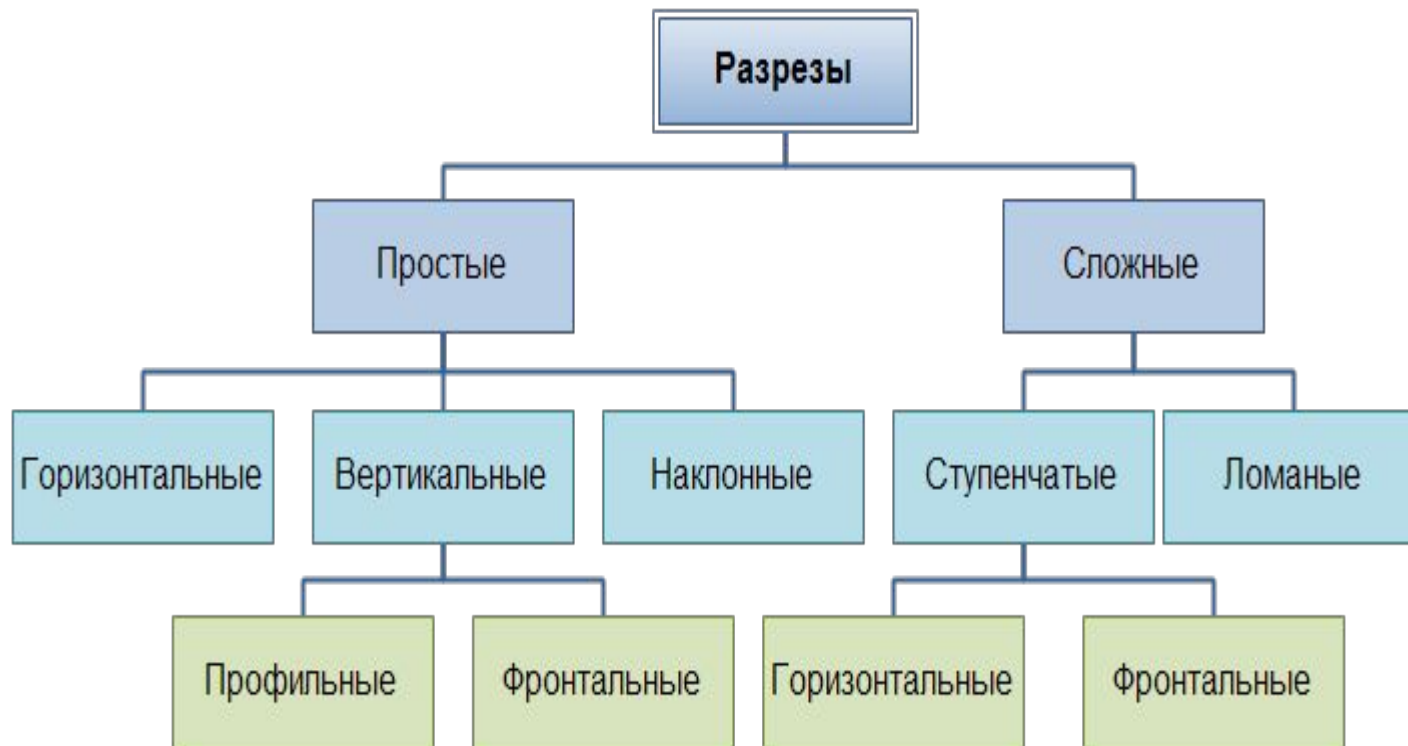 Разрезы
Простые
Сложные
Горизонтальные
Вертикальные
Наклонные
Ступенчатые
Ломаные
Профильные
Фронтальные
Горизонтальные
Фронтальные